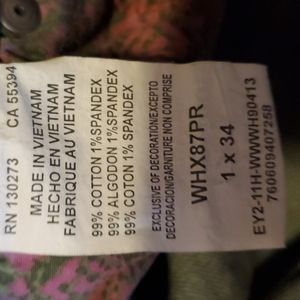 RN 130273 CA 55394
MADE IN VIETNAM
HECHO EN VIETNAM
FABRIQUE AU VIETNAM
99% COTTON 1%SPANDEX
99% ALGODON 1%SPANDEX
99% COTON 1% SPANDEX
EXCLUSIVE OF DECORATION/EXCEPTO
DECORACION/GARNITURE NON COMPRISE
WHX87PR
1 x 34
EY2-11H-WWWH90413
760609407258